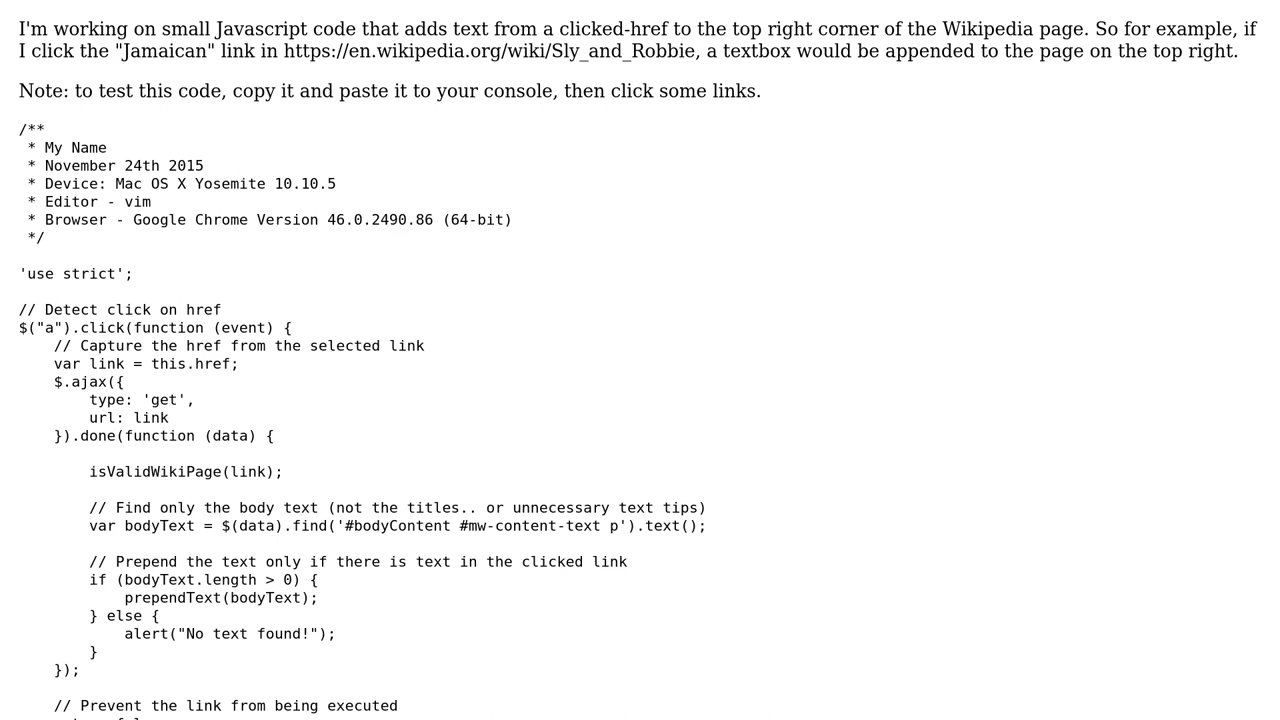 I'm working on small Javascript code that adds text from a clicked-href to the top right corner of the Wikipedia page. So for example, if
I click the "Jamaican" link in https://en.wikipedia.org/wiki/Sly_and_Robbie, a textbox would be appended to the page on the top right.
Note: to test this code, copy it and paste it to your console, then click some links.
/**
 * My Name
 * November 24th 2015
 * Device: Mac OS X Yosemite 10.10.5
 * Editor - vim
 * Browser - Google Chrome Version 46.0.2490.86 (64-bit)
 */
'use strict';
// Detect click on href
$("a").click(function (event) {
    // Capture the href from the selected link
    var link = this.href;
    $.ajax({
        type: 'get',
        url: link
    }).done(function (data) {
        isValidWikiPage(link);
        // Find only the body text (not the titles.. or unnecessary text tips)
        var bodyText = $(data).find('#bodyContent #mw-content-text p').text();
        // Prepend the text only if there is text in the clicked link
        if (bodyText.length > 0) {
            prependText(bodyText);
        } else {
            alert("No text found!");
        }
    });
    // Prevent the link from being executed